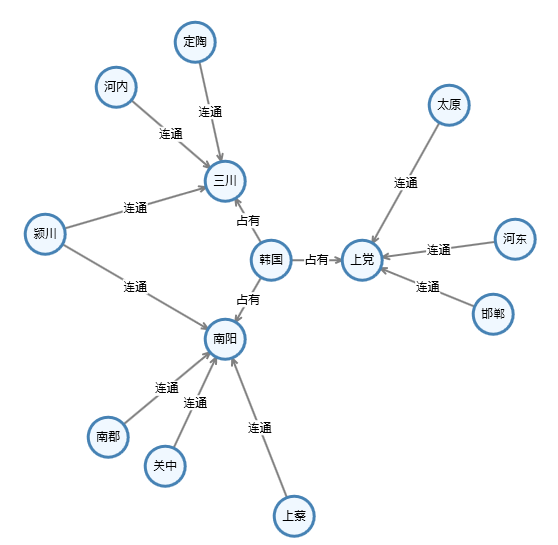 定陶
河内
太原
连通
连通
三川
连通
连通
占有
颍川
河东
连通
韩国
占有
上党
连通
连通
占有
邯郸
南阳
连通
连通
连通
南郡
关中
上蔡